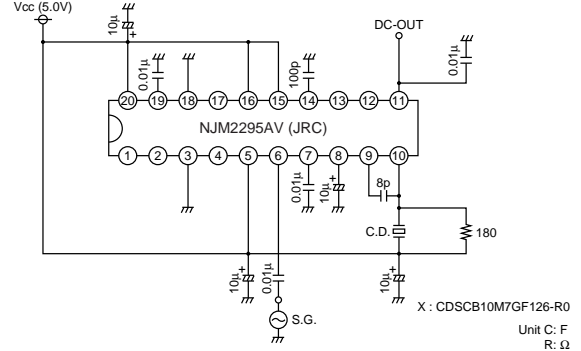 Vcc (5.0V)
10μ
+
DC-OUT
0.01μ
100p
0.01μ
20 19 18 17 16 15 14 13 12 11
NJM2295AV (JRC)
1 2 3 4 5 6 7 8 9 10
0.01μ
10μ
+
8p
C.D.
180
10μ
+
0.01μ
10μ
+
S.G.
X : CDSCB10M7GF126-R0
Unit C: F
R: Ω